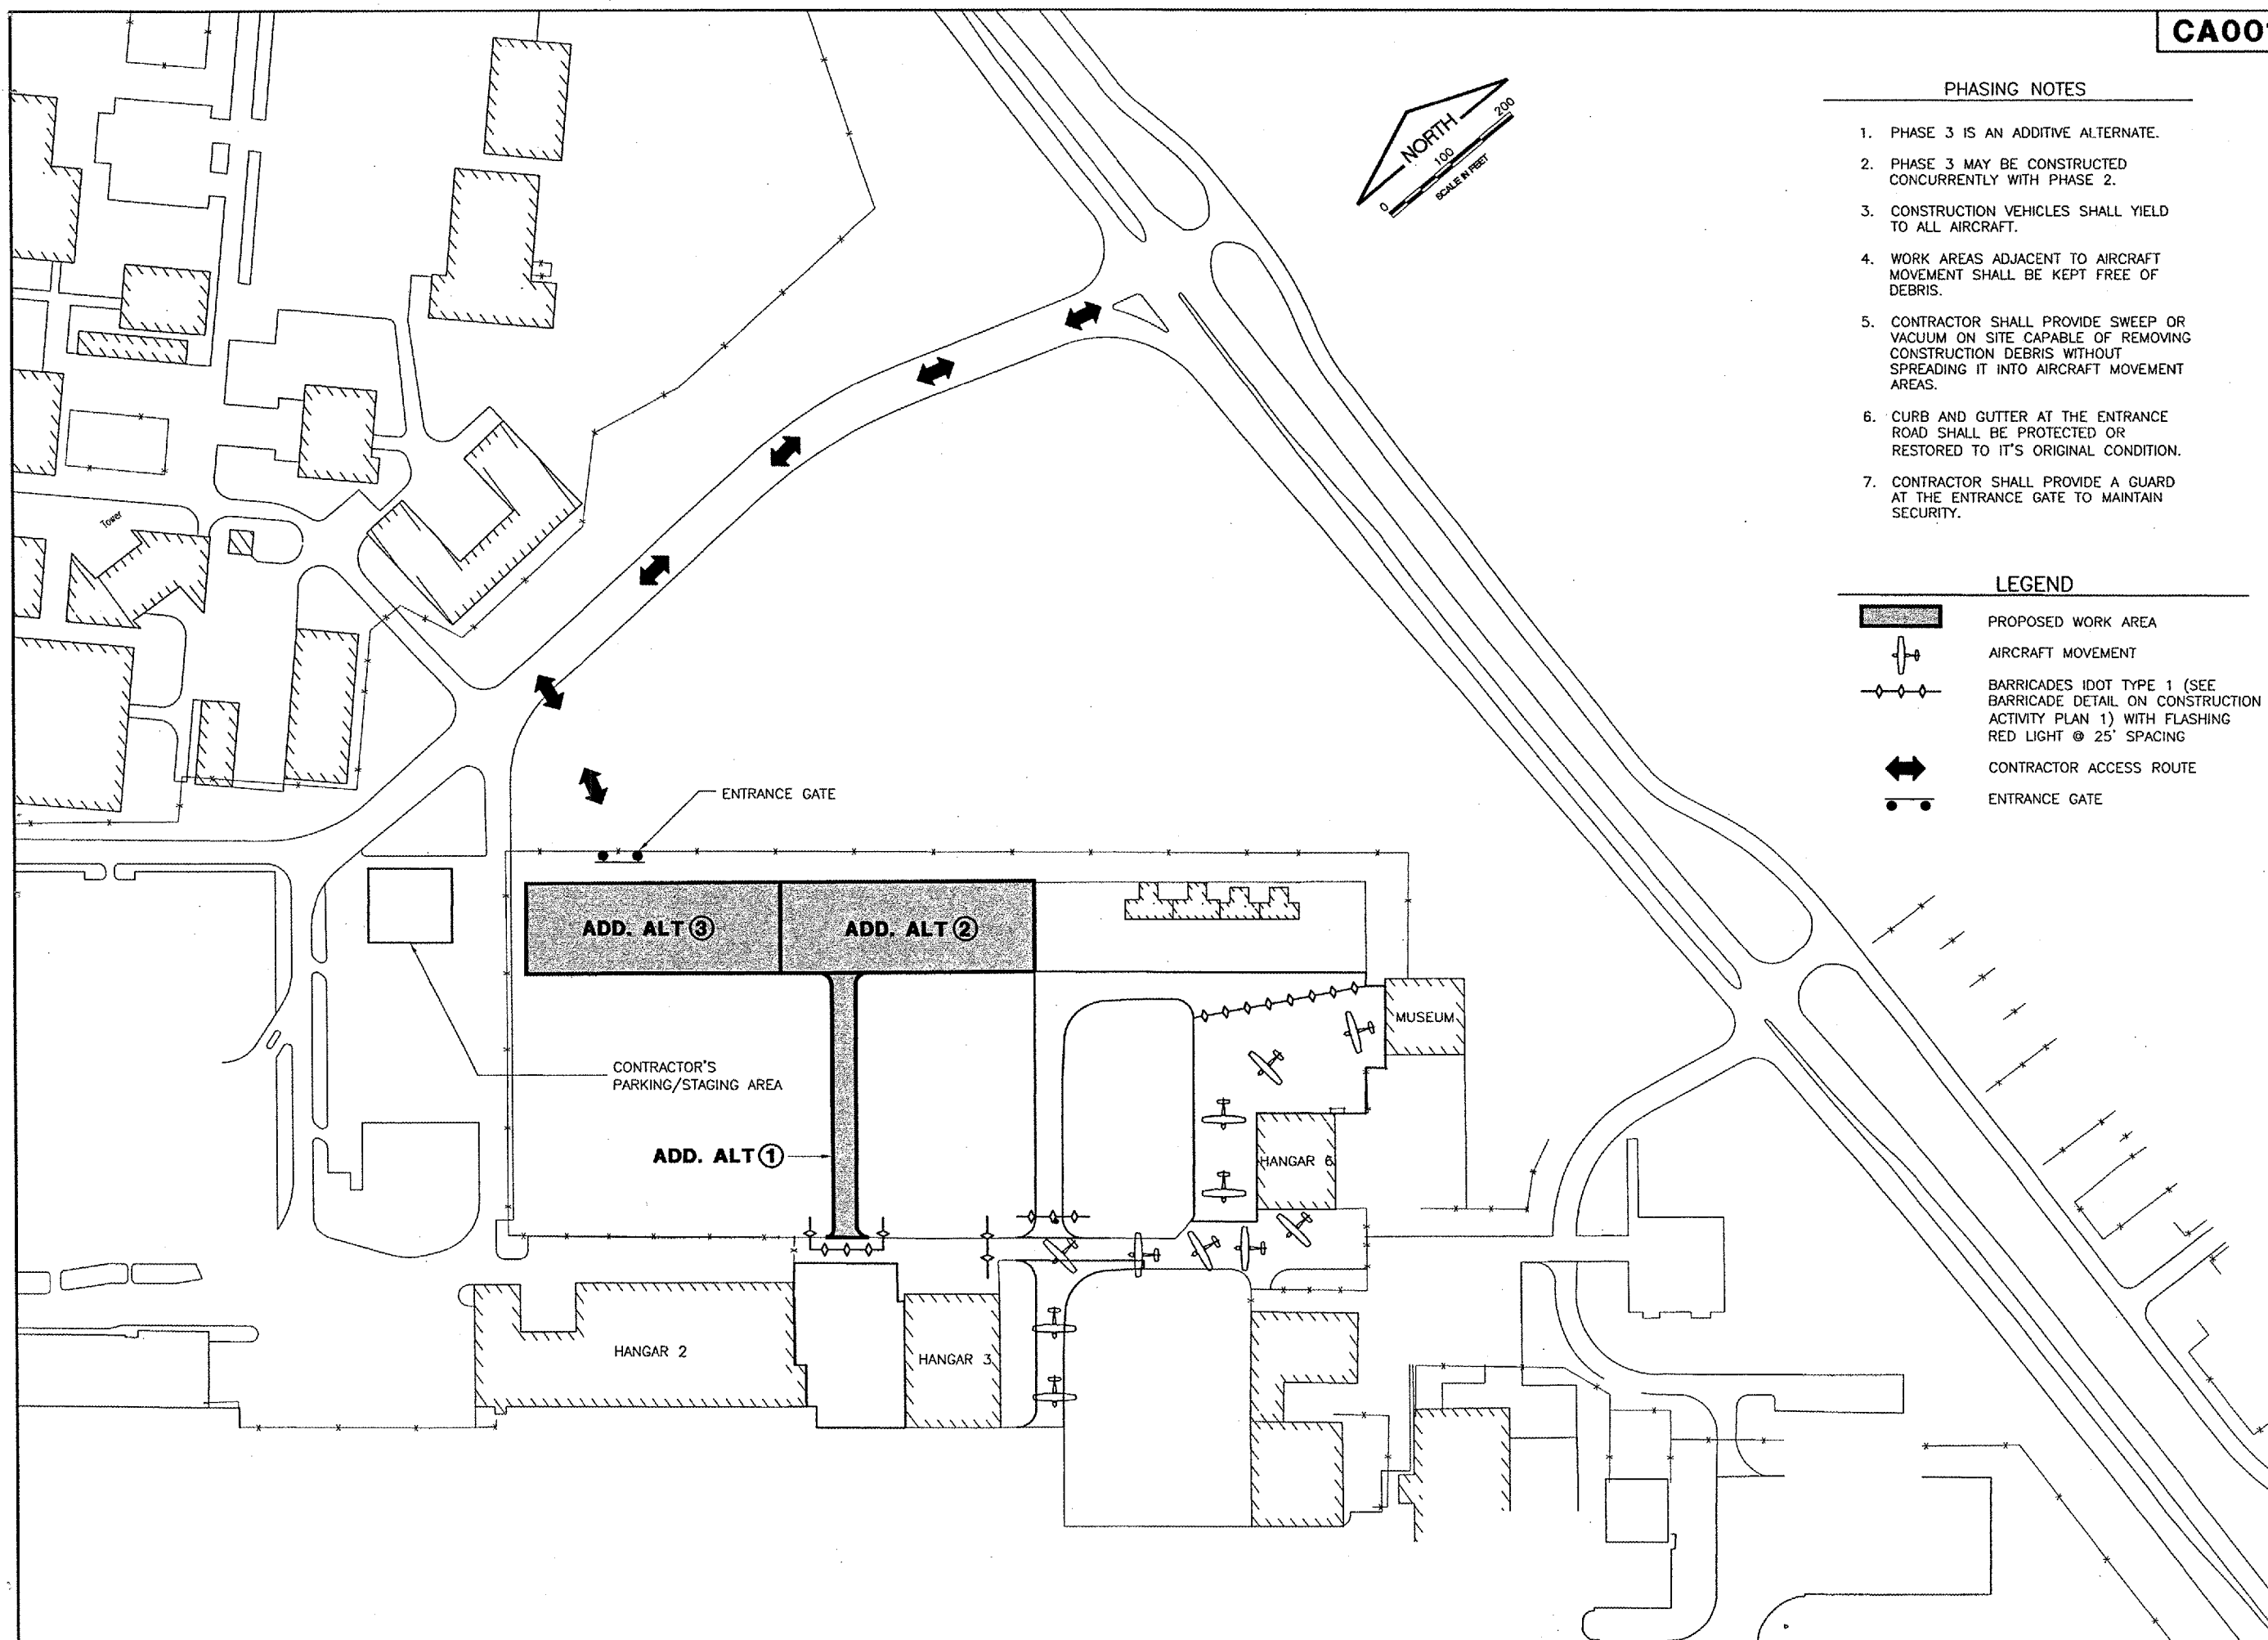 CA00
PHASING NOTES
1. PHASE 3 IS AN ADDITIVE ALTERNATE.
2. PHASE 3 MAY BE CONSTRUCTED
CONCURRENTLY WITH PHASE 2.
3. CONSTRUCTION VEHICLES SHALL YIELD
TO ALL AIRCRAFT.
4. WORK AREAS ADJACENT TO AIRCRAFT
MOVEMENT SHALL BE KEPT FREE OF
DEBRIS.
5. CONTRACTOR SHALL PROVIDE SWEEP OR
VACUUM ON SITE CAPABLE OF REMOVING
CONSTRUCTION DEBRIS WITHOUT
SPREADING IT INTO AIRCRAFT MOVEMENT
AREAS.
6. CURB AND GUTTER AT THE ENTRANCE
ROAD SHALL BE PROTECTED OR
RESTORED TO IT'S ORIGINAL CONDITION.
7. CONTRACTOR SHALL PROVIDE A GUARD
AT THE ENTRANCE GATE TO MAINTAIN
SECURITY.
NORTH
0 100 200
SCALE IN FEET
LEGEND
PROPOSED WORK AREA
AIRCRAFT MOVEMENT
BARRICADES IDOT TYPE 1 (SEE
BARRICADE DETAIL ON CONSTRUCTION
ACTIVITY PLAN 1) WITH FLASHING
RED LIGHT @ 25' SPACING
CONTRACTOR ACCESS ROUTE
ENTRANCE GATE
Tower
ENTRANCE GATE
ADD. ALT 3
ADD. ALT 2
MUSEUM
CONTRACTOR'S
PARKING/STAGING AREA
ADD. ALT 1
HANGAR 6
HANGAR 2
HANGAR 3